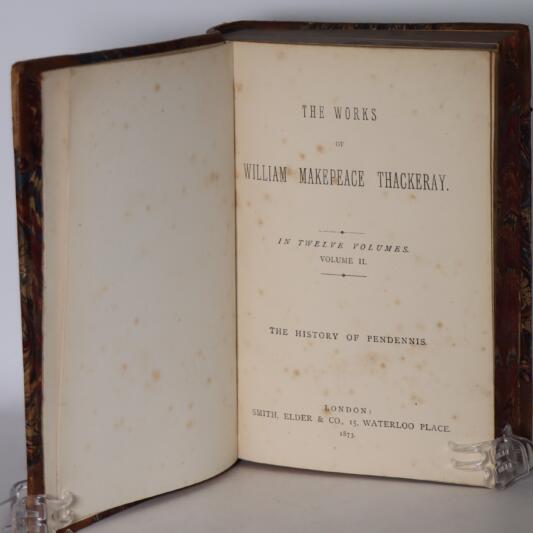 THE WORKS
OF
WILLIAM MAKEPEACE THACKERAY.
IN TWELVE VOLUMES.
VOLUME II.
THE HISTORY OF PENDENNIS.
LONDON:
SMITH, ELDER & CO., 15, WATERLOO PLACE.
1873.